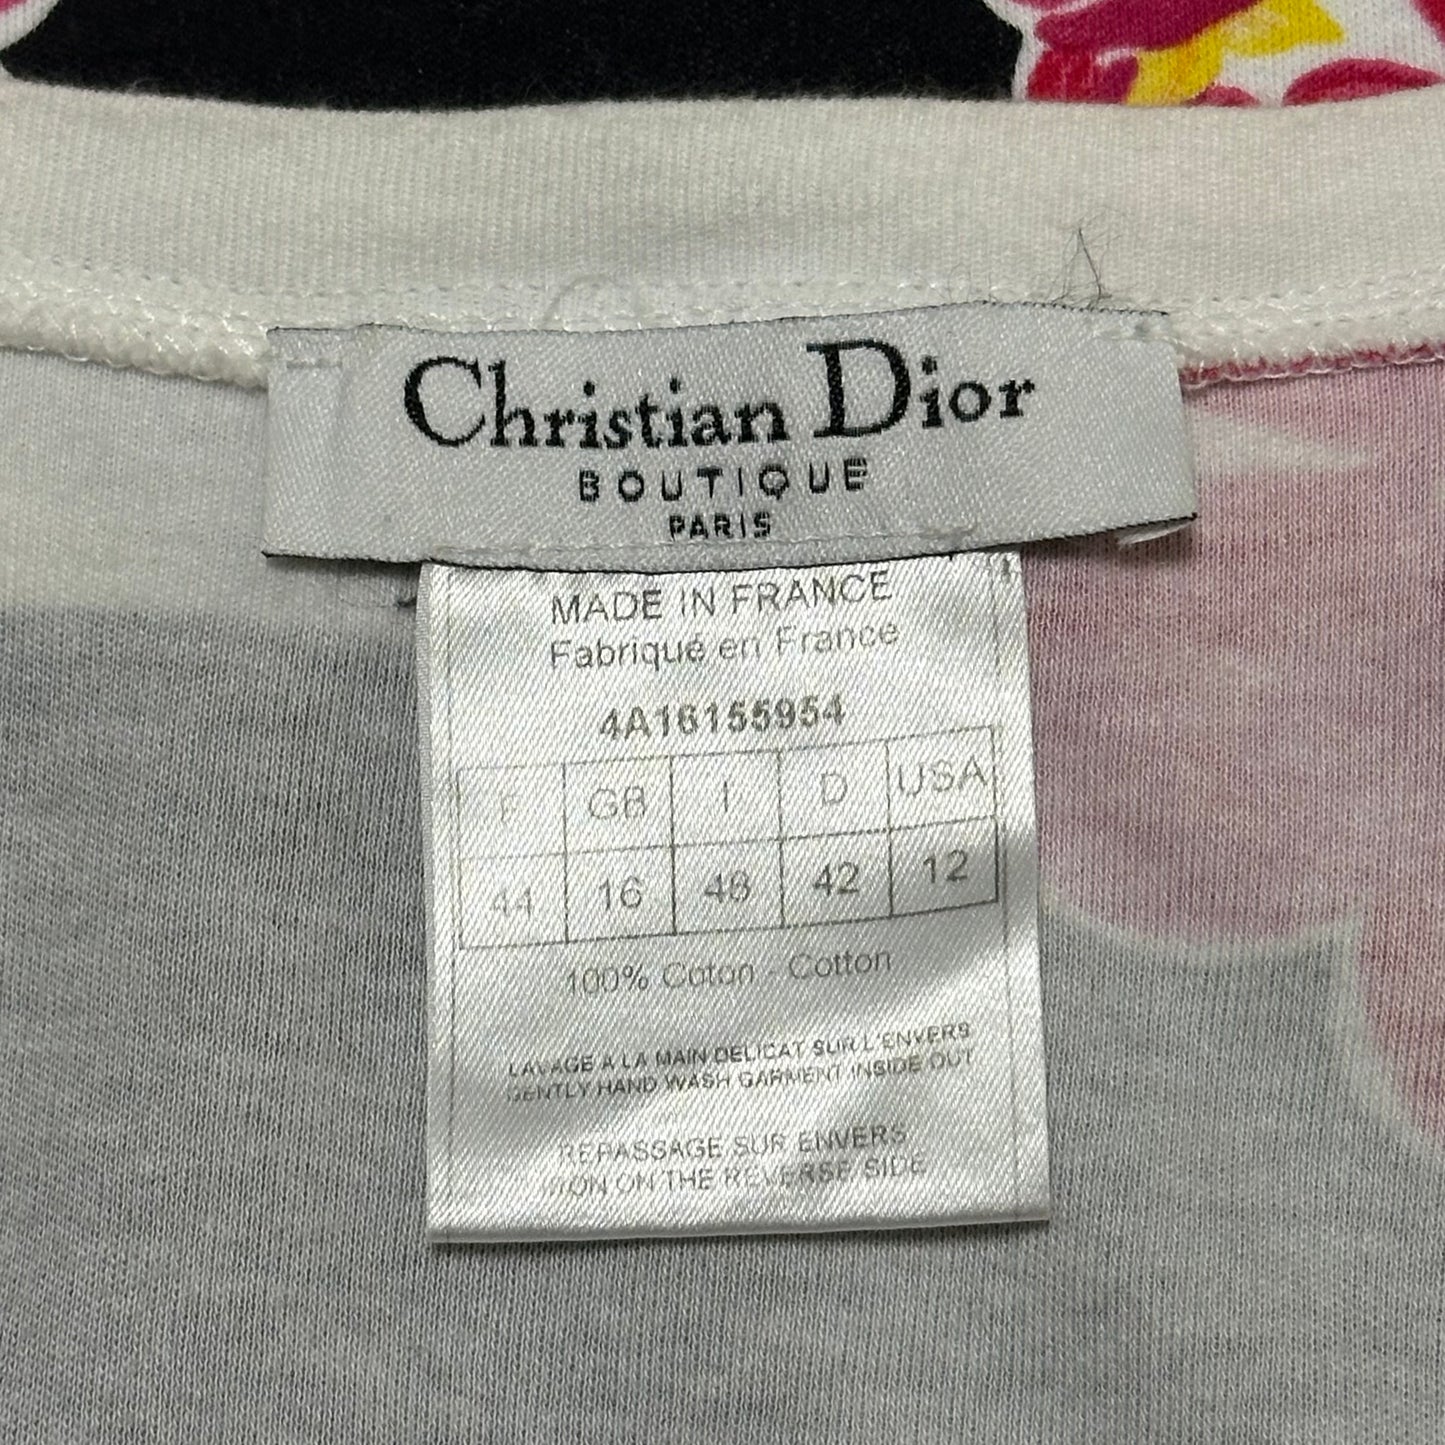 Christian Dior
BOUTIQUE
PARIS
MADE IN FRANCE
Fabriqué en France
4A16155954
F GB I D USA
44 16 48 42 12
100% Coton - Cotton
LAVAGE A LA MAIN DELICAT SUR L'ENVERS
GENTLY HAND WASH GARMENT INSIDE OUT
REPASSAGE SUR ENVERS
IRON ON THE REVERSE SIDE